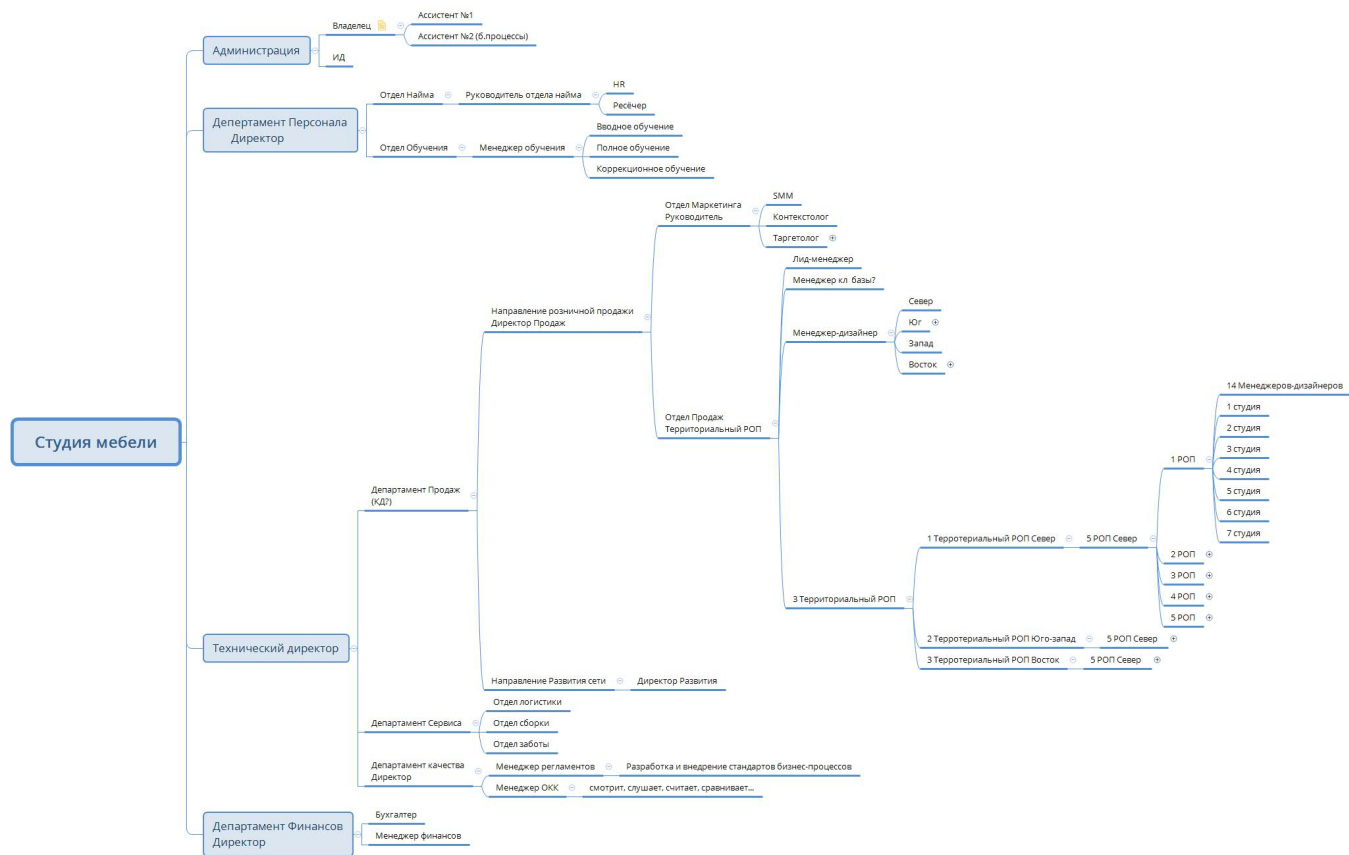 Студия мебели
Администрация
Владелец
Ассистент №1
Ассистент №2 (б.процессы)
ИД
Депертамент Персонала
Директор
Отдел Найма
Руководитель отдела найма
HR
Ресёчер
Отдел Обучения
Менеджер обучения
Вводное обучение
Полное обучение
Коррекционное обучение
Технический директор
Департамент Продаж
(КД?)
Направление розничной продажи
Директор Продаж
Отдел Маркетинга
Руководитель
SMM
Контекстолог
Таргетолог
Отдел Продаж
Территориальный РОП
Лид-менеджер
Менеджер кл базы?
Менеджер-дизайнер
Север
Юг
Запад
Восток
3 Территориальный РОП
1 Терротериальный РОП Север
5 РОП Север
1 РОП
14 Менеджеров-дизайнеров
1 студия
2 студия
3 студия
4 студия
5 студия
6 студия
7 студия
2 РОП
3 РОП
4 РОП
5 РОП
2 Терротериальный РОП Юго-запад
5 РОП Север
3 Терротериальный РОП Восток
5 РОП Север
Направление Развития сети
Директор Развития
Департамент Сервиса
Отдел логистики
Отдел сборки
Отдел заботы
Департамент качества
Директор
Менеджер регламентов
Разработка и внедрение стандартов бизнес-процессов
Менеджер ОКК
смотрит, слушает, считает, сравнивает...
Департамент Финансов
Директор
Бухгалтер
Менеджер финансов